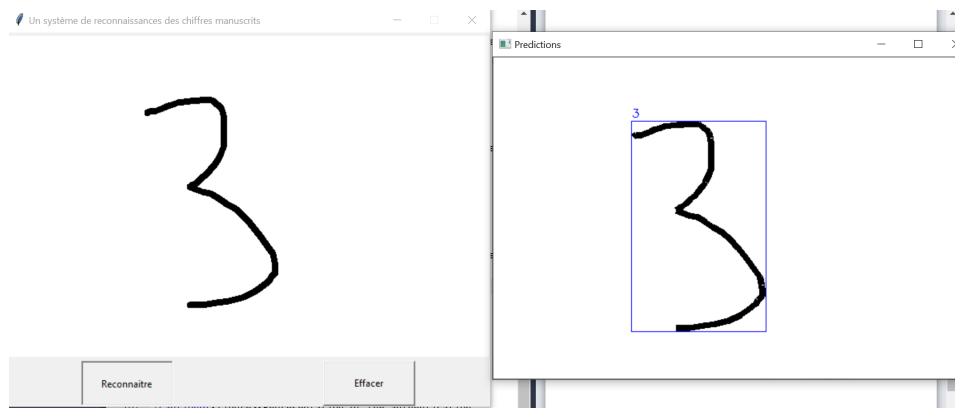 Un système de reconnaissances des chiffres manuscrits
3
Reconnaitre
Effacer
Predictions
3
3